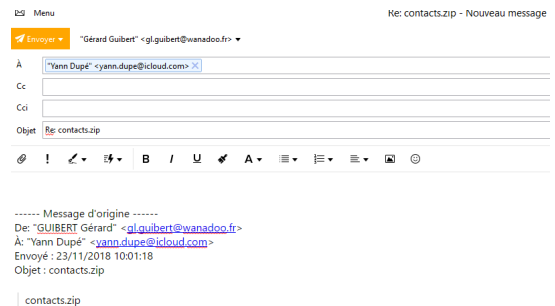 Menu
Re: contacts.zip - Nouveau message
Envoyer
"Gérard Guibert" <gl.guibert@wanadoo.fr>
À "Yann Dupé" <yann.dupe@icloud.com>
Cc
Cci
Objet Re: contacts.zip
B I U A
------ Message d'origine ------
De: "GUIBERT Gérard" <gl.guibert@wanadoo.fr>
À: "Yann Dupé" <yann.dupe@icloud.com>
Envoyé : 23/11/2018 10:01:18
Objet : contacts.zip
contacts.zip